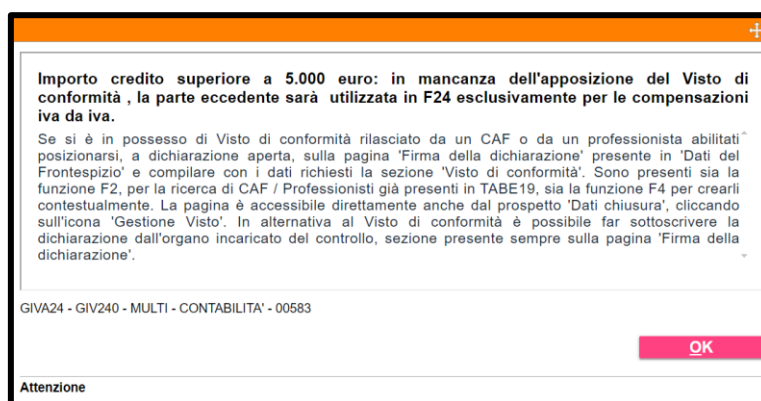 Importo credito superiore a 5.000 euro: in mancanza dell'apposizione del Visto di
conformità , la parte eccedente sarà utilizzata in F24 esclusivamente per le compensazioni
iva da iva.
Se si è in possesso di Visto di conformità rilasciato da un CAF o da un professionista abilitati
posizionarsi, a dichiarazione aperta, sulla pagina 'Firma della dichiarazione' presente in 'Dati del
Frontespizio' e compilare con i dati richiesti la sezione 'Visto di conformità'. Sono presenti sia la
funzione F2, per la ricerca di CAF / Professionisti già presenti in TABE19, sia la funzione F4 per crearli
contestualmente. La pagina è accessibile direttamente anche dal prospetto 'Dati chiusura', cliccando
sull'icona 'Gestione Visto'. In alternativa al Visto di conformità è possibile far sottoscrivere la
dichiarazione dall'organo incaricato del controllo, sezione presente sempre sulla pagina 'Firma della
dichiarazione'.
GIVA24 - GIV240 - MULTI - CONTABILITA' - 00583
OK
Attenzione